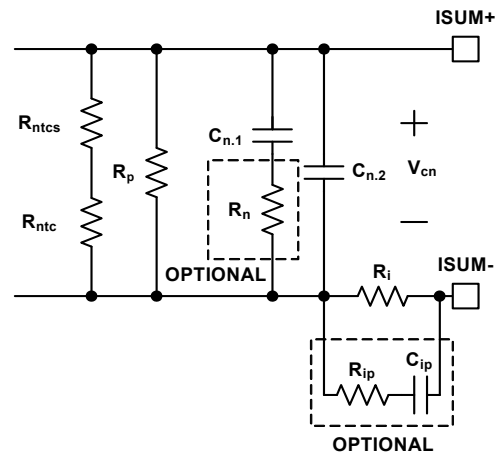 ISUM+
Rntcs
Cn.1
+
Rp
Cn.2
Vcn
Rn
Rntc
−
OPTIONAL
Ri
ISUM-
Rip
Cip
OPTIONAL